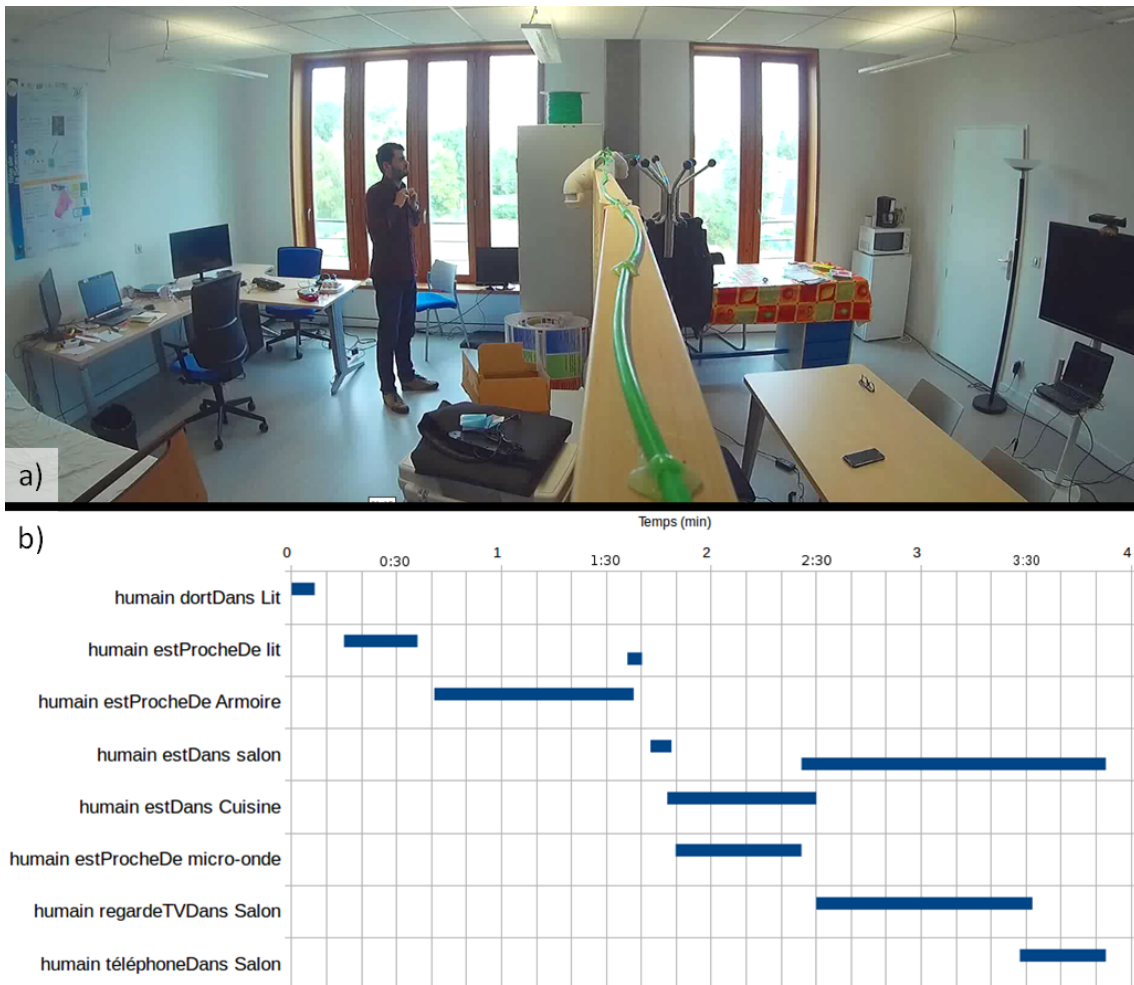 a)
b)
Temps (min)
0 1 2 3 4
0:30 1:30 2:30 3:30
humain dortDans Lit
humain estProcheDe lit
humain estProcheDe Armoire
humain estDans salon
humain estDans Cuisine
humain estProcheDe micro-onde
humain regardeTVDans Salon
humain téléphoneDans Salon